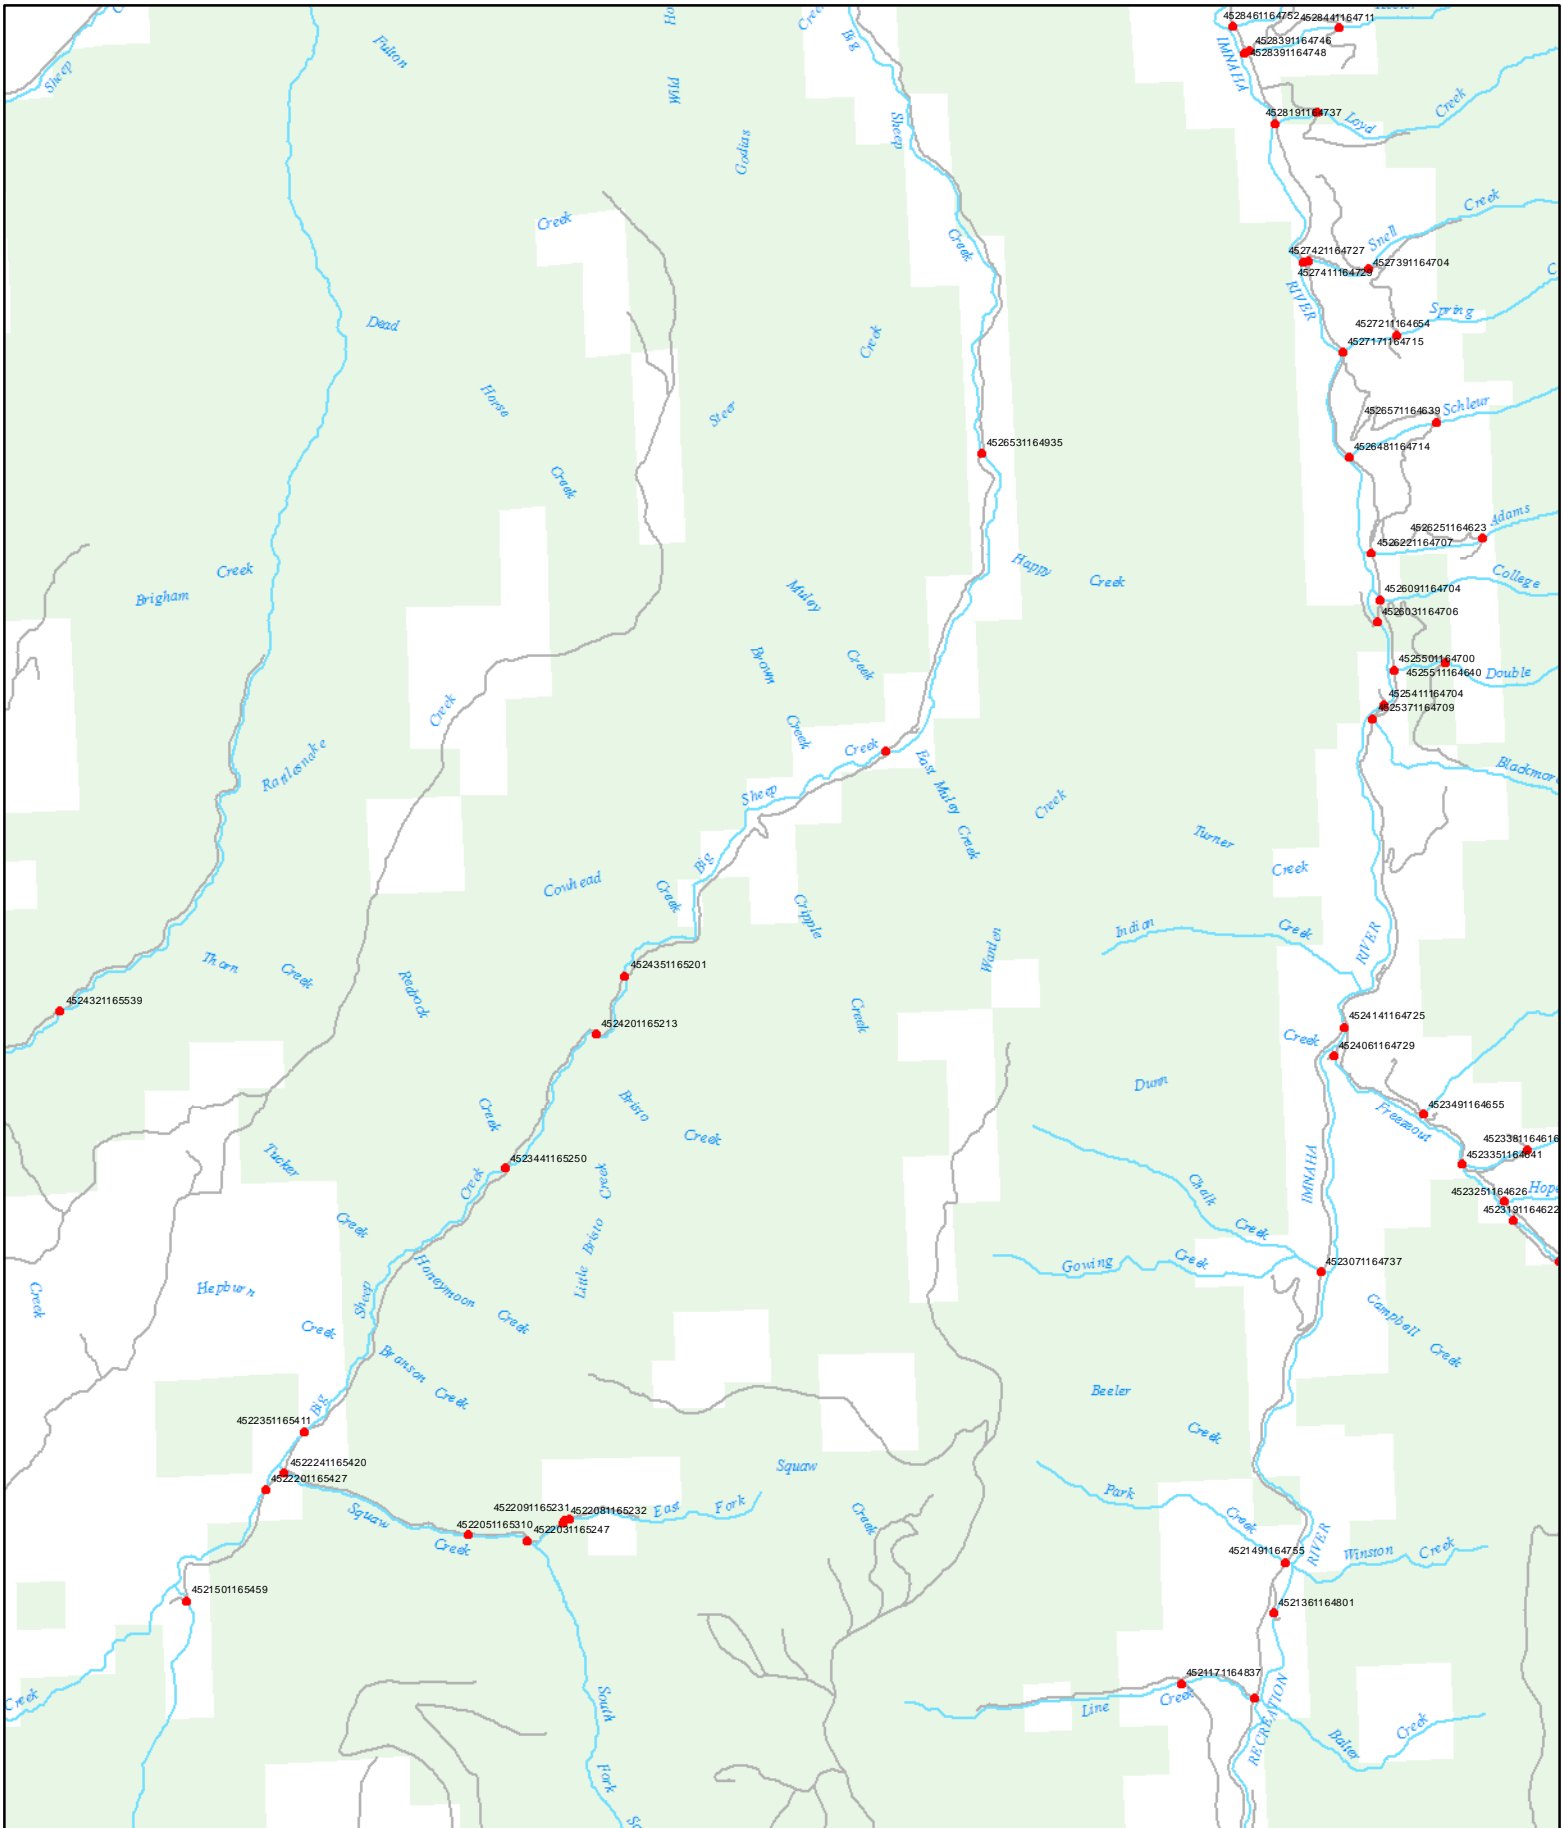 Sheep
Fulton
Wild
Big
Sheep
Creek
Godias
Creek
IMNAHA
RIVER
4528461164752
4528441164711
4528391164746
4528391164748
4528191164737
Loyd
Creek
Snell
Creek
4527421164727
4527411164729
4527391164704
4527211164654
Spring
4527171164715
Dead
Horse
Creek
Steer
Creek
4526571164639
Schleur
4526481164714
4526531164935
4526251164623
Adams
4526221164707
College
4526091164704
4526031164706
Brigham
Creek
Happy
Creek
Muley
Creek
Brown
Creek
4525501164700
4525511164640
Double
4525411164704
4525371164709
Rattlesnake
Creek
Creek
Sheep
Big
East Muley Creek
Creek
Turner
Creek
Cowhead
Creek
Cripple
Creek
Warden
Indian
Creek
RIVER
Thorn
Creek
Redrock
Creek
4524351165201
4524321165539
4524201165213
4524141164725
Creek
4524061164729
Dunn
Bristo
Creek
4523491164655
Freezeout
4523381164616
4523351164641
4523251164626
Hope
4523191164622
Tucker
Creek
4523441165250
Creek
Little Bristo
Creek
Chalk
Creek
IMNAHA
Gowing
Creek
4523071164737
Creek
Hepburn
Creek
Sheep
Honeymoon
Creek
Branson
Creek
Campbell
Creek
Beeler
Creek
Big
4522351165411
4522241165420
4522201165427
Squaw
Creek
4522091165231
4522081165232
4522051165310
4522031165247
East
Fork
Squaw
Creek
Park
Creek
RIVER
4521491164755
Winston
Creek
4521501165459
4521361164801
4521171164837
Line
Creek
RECREATION
Balter
Creek
Creek
South
Fork